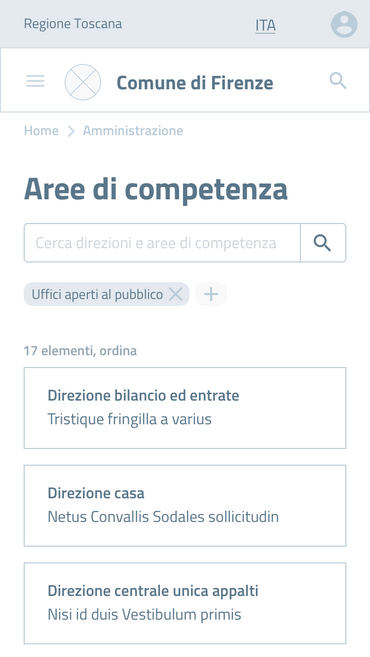 Regione Toscana
ITA
Comune di Firenze
Home
Amministrazione
Aree di competenza
Cerca direzioni e aree di competenza
Uffici aperti al pubblico
17 elementi, ordina
Direzione bilancio ed entrate
Tristique fringilla a varius
Direzione casa
Netus Convallis Sodales sollicitudin
Direzione centrale unica appalti
Nisi id duis Vestibulum primis